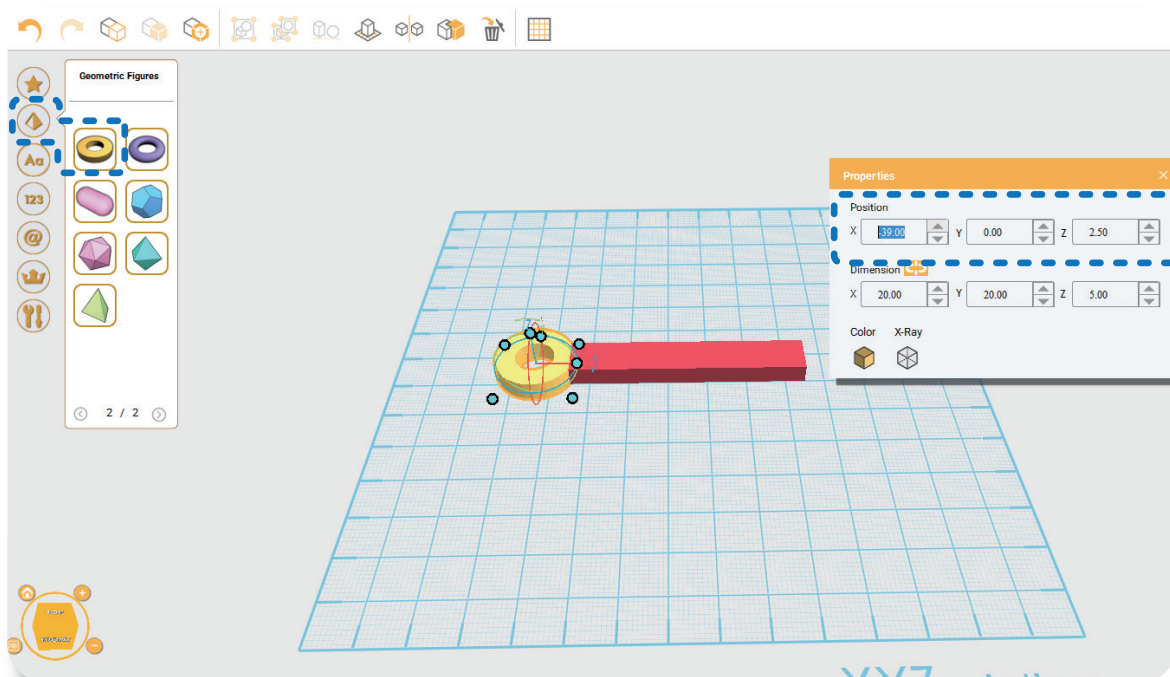 Geometric Figures
Aa
123
@
2 / 2
Properties
Position
X -39.00 Y 0.00 Z 2.50
Dimension
X 20.00 Y 20.00 Z 5.00
Color X-Ray
XYZ